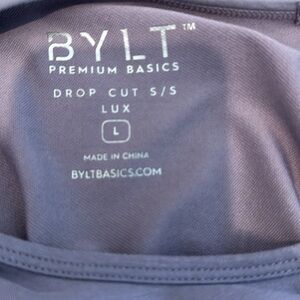 BYLT™
PREMIUM BASICS
DROP CUT S/S
LUX
L
MADE IN CHINA
BYLTBASICS.COM